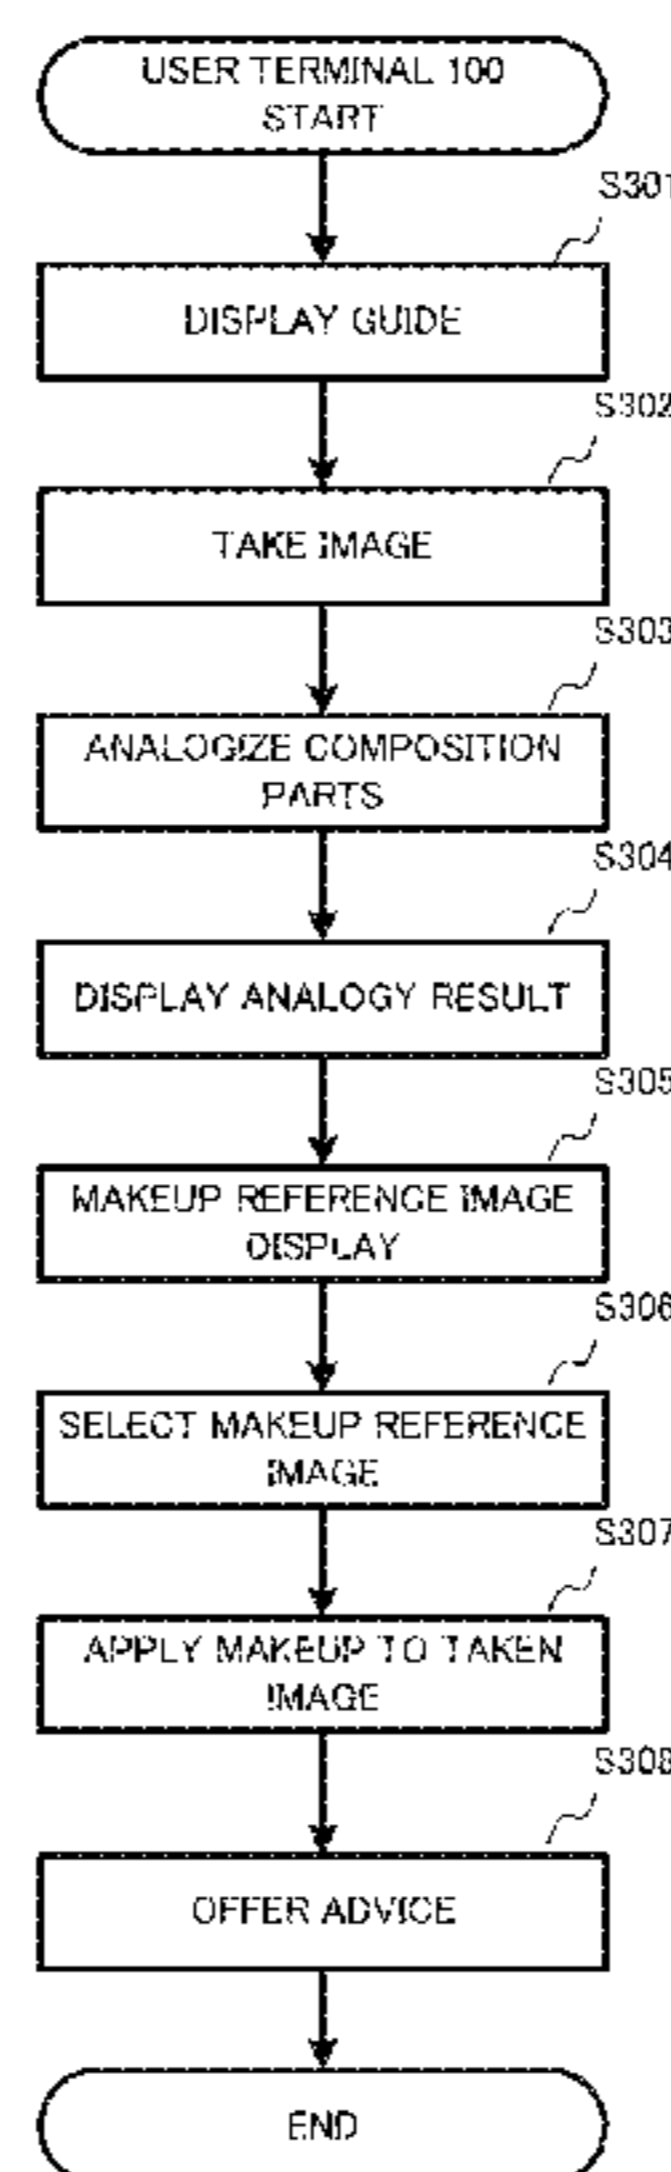 USER TERMINAL 100
START
S301
DISPLAY GUIDE
S302
TAKE IMAGE
S303
ANALOGIZE COMPOSITION
PARTS
S304
DISPLAY ANALOGY RESULT
S305
MAKEUP REFERENCE IMAGE
DISPLAY
S306
SELECT MAKEUP REFERENCE
IMAGE
S307
APPLY MAKEUP TO TAKEN
IMAGE
S308
OFFER ADVICE
END